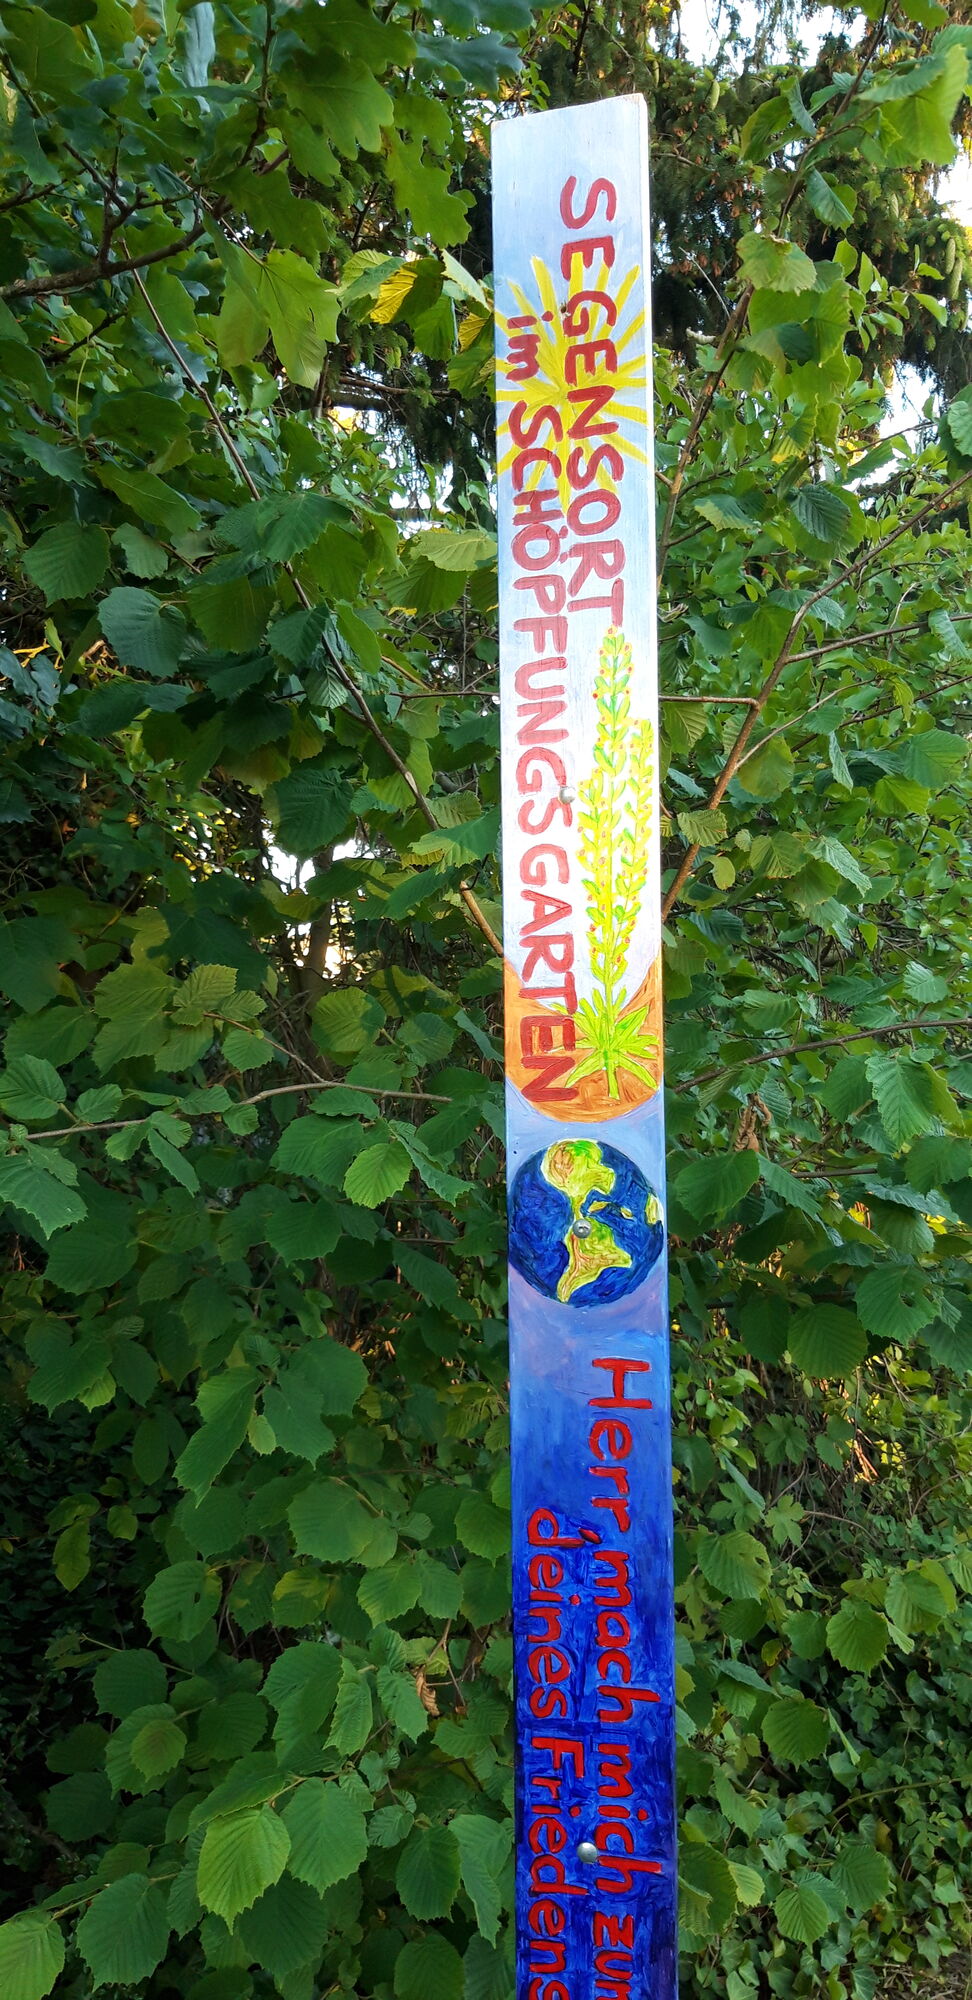 SEGENSORT
im SCHÖPFUNGSGARTEN
Herr, mach mich zum
deines Friedens